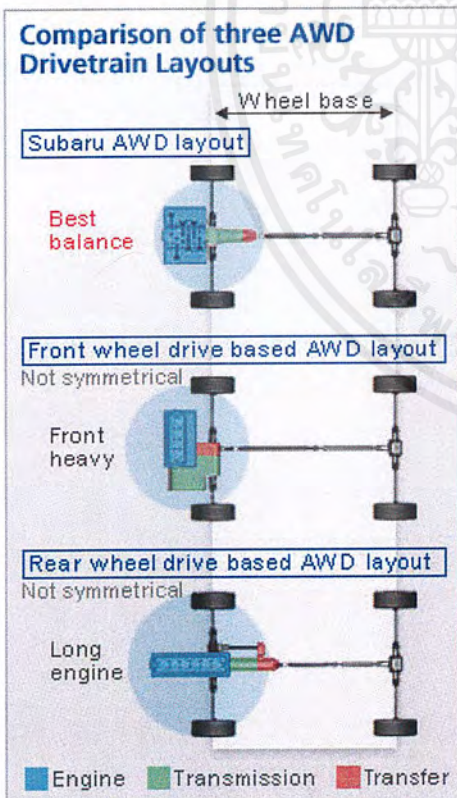 Comparison of three AWD
Drivetrain Layouts
Wheel base
Subaru AWD layout
Best
balance
Front wheel drive based AWD layout
Not symmetrical
Front
heavy
Rear wheel drive based AWD layout
Not symmetrical
Long
engine
Engine Transmission Transfer